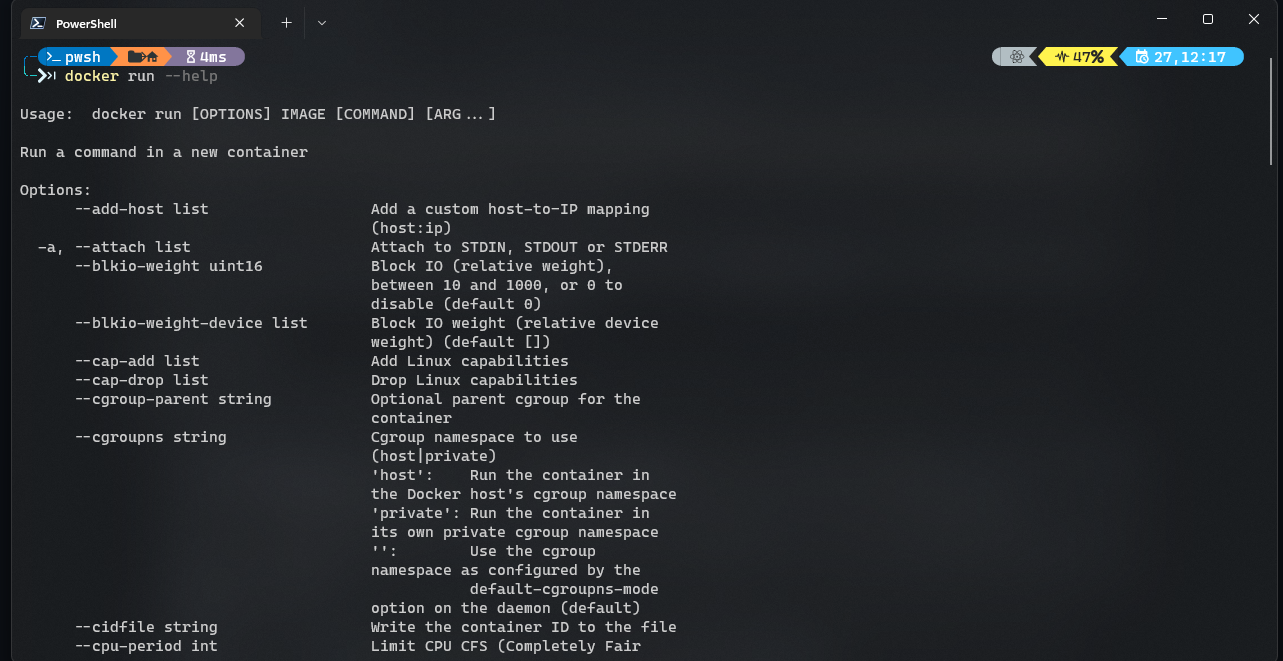 PowerShell
pwsh 4ms 47% 27,12:17
docker run --help
Usage:  docker run [OPTIONS] IMAGE [COMMAND] [ARG...]
Run a command in a new container
Options:
--add-host list Add a custom host-to-IP mapping
(host:ip)
-a, --attach list Attach to STDIN, STDOUT or STDERR
--blkio-weight uint16 Block IO (relative weight),
between 10 and 1000, or 0 to
disable (default 0)
--blkio-weight-device list Block IO weight (relative device
weight) (default [])
--cap-add list Add Linux capabilities
--cap-drop list Drop Linux capabilities
--cgroup-parent string Optional parent cgroup for the
container
--cgroupns string Cgroup namespace to use
(host|private)
'host':    Run the container in
the Docker host's cgroup namespace
'private': Run the container in
its own private cgroup namespace
'':        Use the cgroup
namespace as configured by the
default-cgroupns-mode
option on the daemon (default)
--cidfile string Write the container ID to the file
--cpu-period int Limit CPU CFS (Completely Fair